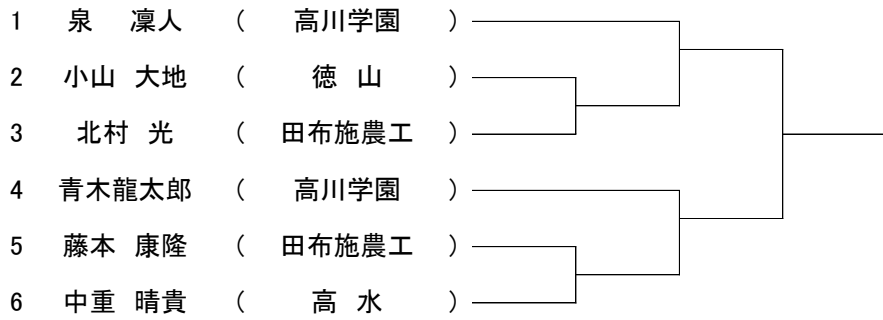 1 泉 凜人 ( 高川学園 )
2 小山 大地 ( 徳 山 )
3 北村 光 ( 田布施農工 )
4 青木龍太郎 ( 高川学園 )
5 藤本 康隆 ( 田布施農工 )
6 中重 晴貴 ( 高 水 )